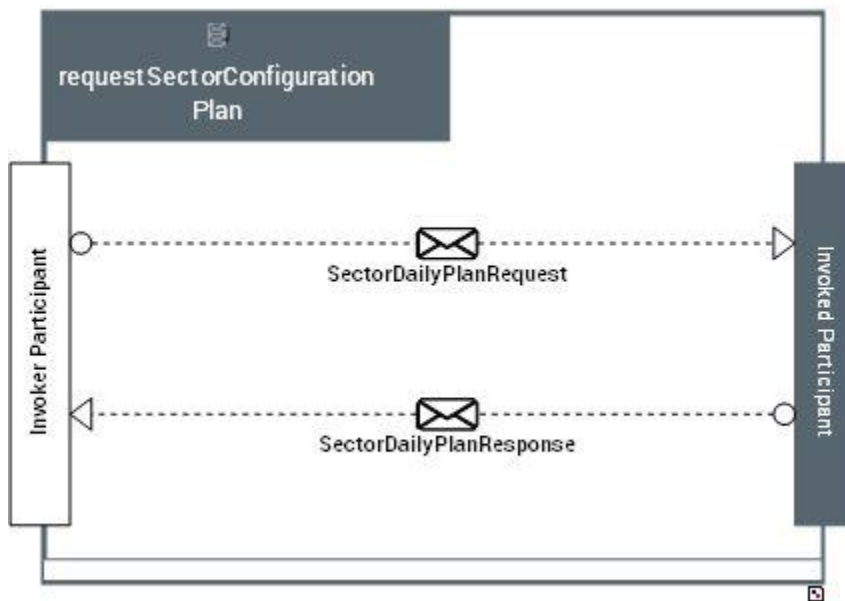 requestSectorConfiguration
Plan
Invoker Participant
SectorDailyPlanRequest
Invoked Participant
SectorDailyPlanResponse